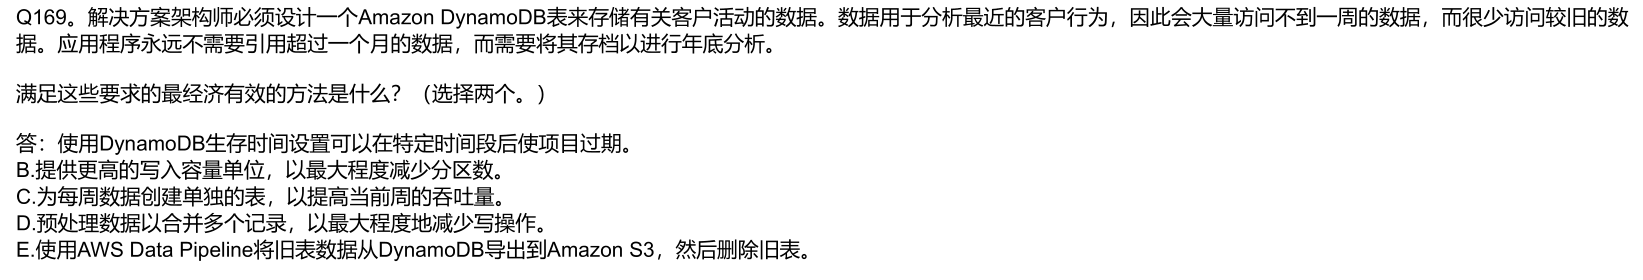 Q169。解决方案架构师必须设计一个Amazon DynamoDB表来存储有关客户活动的数据。数据用于分析最近的客户行为，因此会大量访问不到一周的数据，而很少访问较旧的数
据。应用程序永远不需要引用超过一个月的数据，而需要将其存档以进行年底分析。
满足这些要求的最经济有效的方法是什么？（选择两个。）
答：使用DynamoDB生存时间设置可以在特定时间段后使项目过期。
B.提供更高的写入容量单位，以最大程度减少分区数。
C.为每周数据创建单独的表，以提高当前周的吞吐量。
D.预处理数据以合并多个记录，以最大程度地减少写操作。
E.使用AWS Data Pipeline将旧表数据从DynamoDB导出到Amazon S3，然后删除旧表。